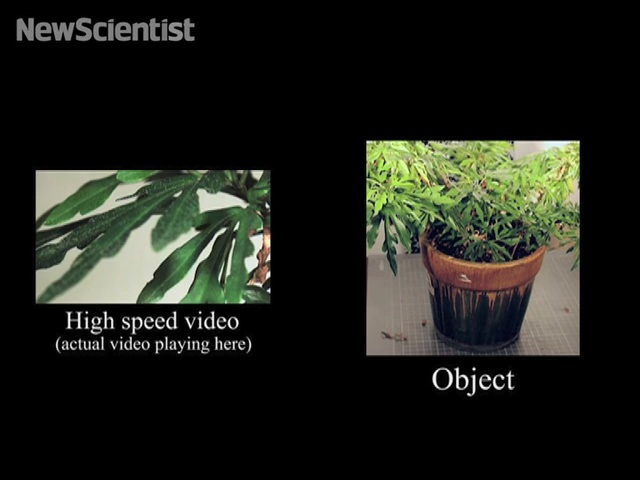 NewScientist
High speed video
(actual video playing here)
Object